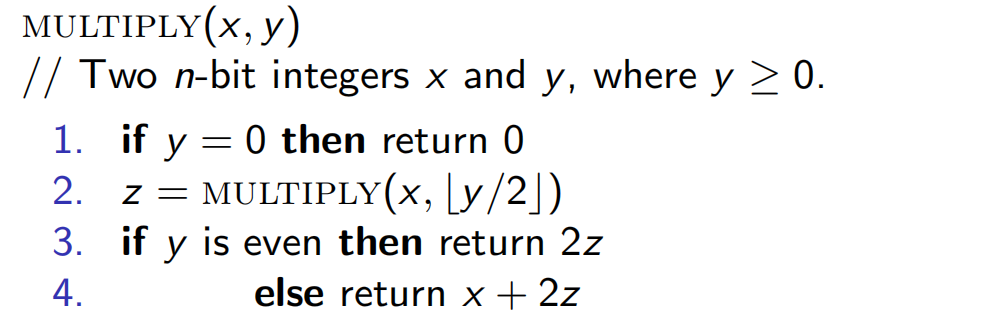 MULTIPLY(x, y)
// Two n-bit integers x and y, where y ≥ 0.
1. if y = 0 then return 0
2. z = MULTIPLY(x, ⌊y/2⌋)
3. if y is even then return 2z
4. else return x + 2z